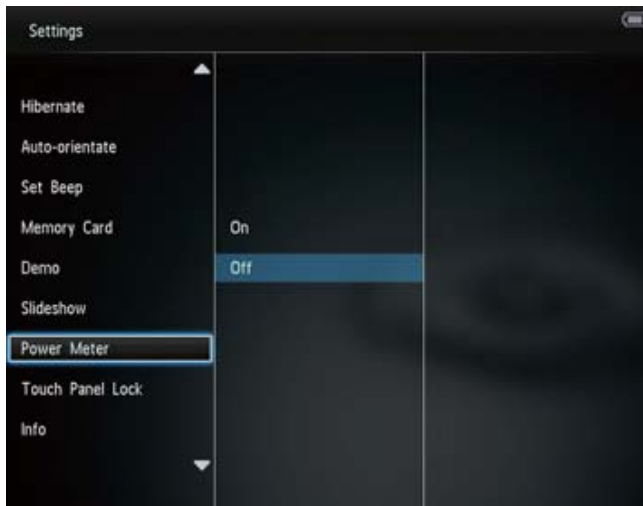 Settings
Hibernate
Auto-orientate
Set Beep
Memory Card
On
Demo
Off
Slideshow
Power Meter
Touch Panel Lock
Info